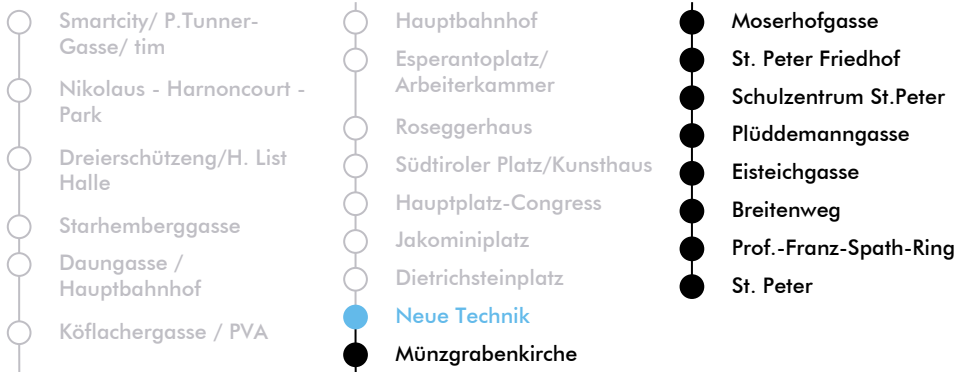 Smartcity/ P.Tunner-
Gasse/ tim
Nikolaus - Harnoncourt -
Park
Dreierschützeng/H. List
Halle
Starhemberggasse
Daungasse /
Hauptbahnhof
Köflachergasse / PVA
Hauptbahnhof
Esperantoplatz/
Arbeiterkammer
Roseggerhaus
Südtiroler Platz/Kunsthaus
Hauptplatz-Congress
Jakominiplatz
Dietrichsteinplatz
Neue Technik
Münzgrabenkirche
Moserhofgasse
St. Peter Friedhof
Schulzentrum St.Peter
Plüddemanngasse
Eisteichgasse
Breitenweg
Prof.-Franz-Spath-Ring
St. Peter